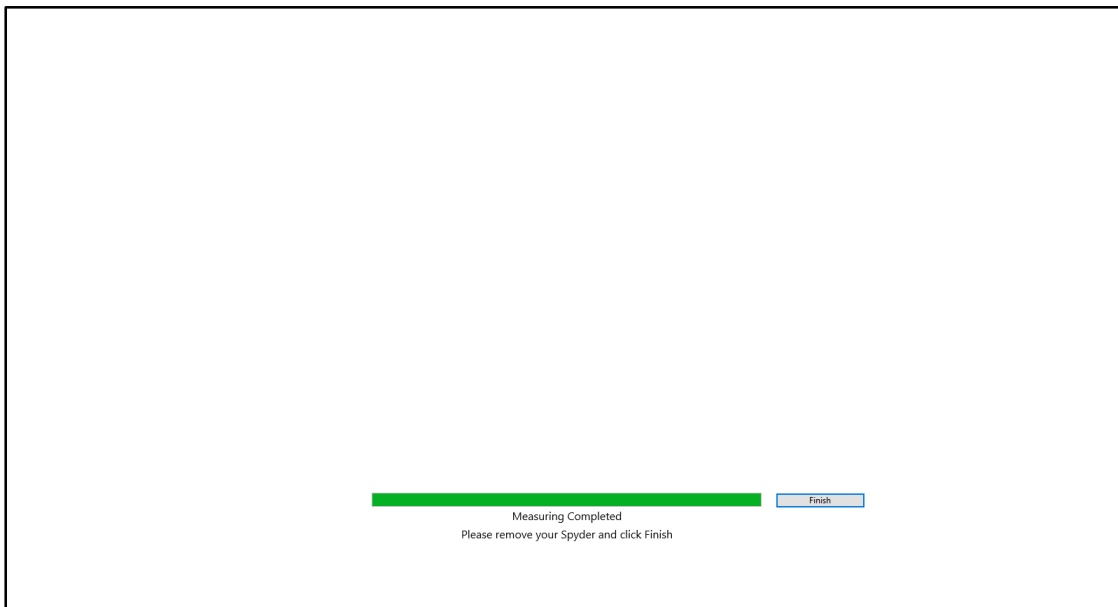 Finish
Measuring Completed
Please remove your Spyder and click Finish